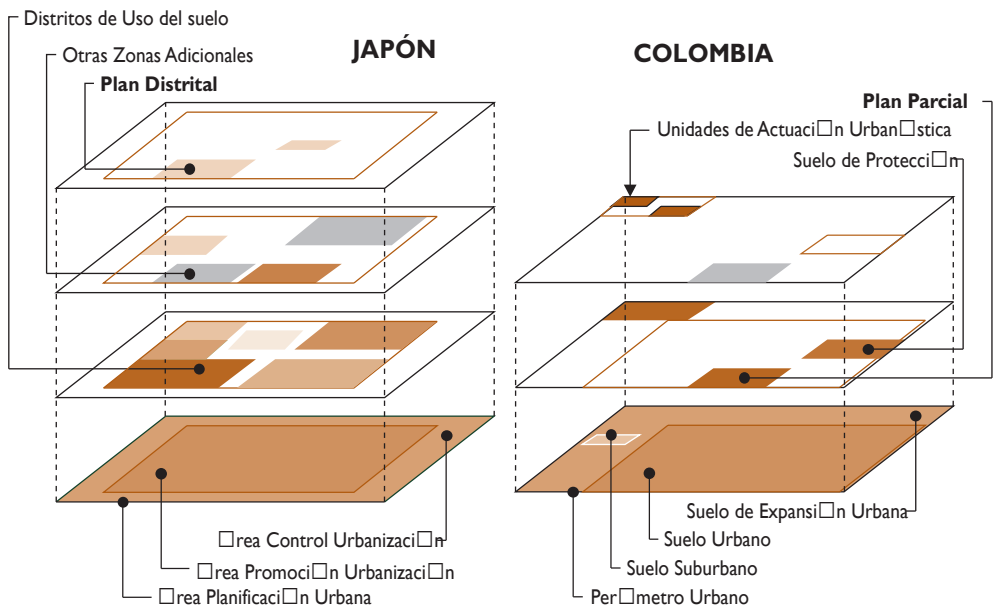 Distritos de Uso del suelo
Otras Zonas Adicionales
JAPÓN
Plan Distrital
COLOMBIA
Plan Parcial
Unidades de Actuaci□n Urban□stica
Suelo de Protecci□n
□rea Control Urbanizaci□n
□rea Promoci□n Urbanizaci□n
□rea Planificaci□n Urbana
Suelo de Expansi□n Urbana
Suelo Urbano
Suelo Suburbano
Per□metro Urbano